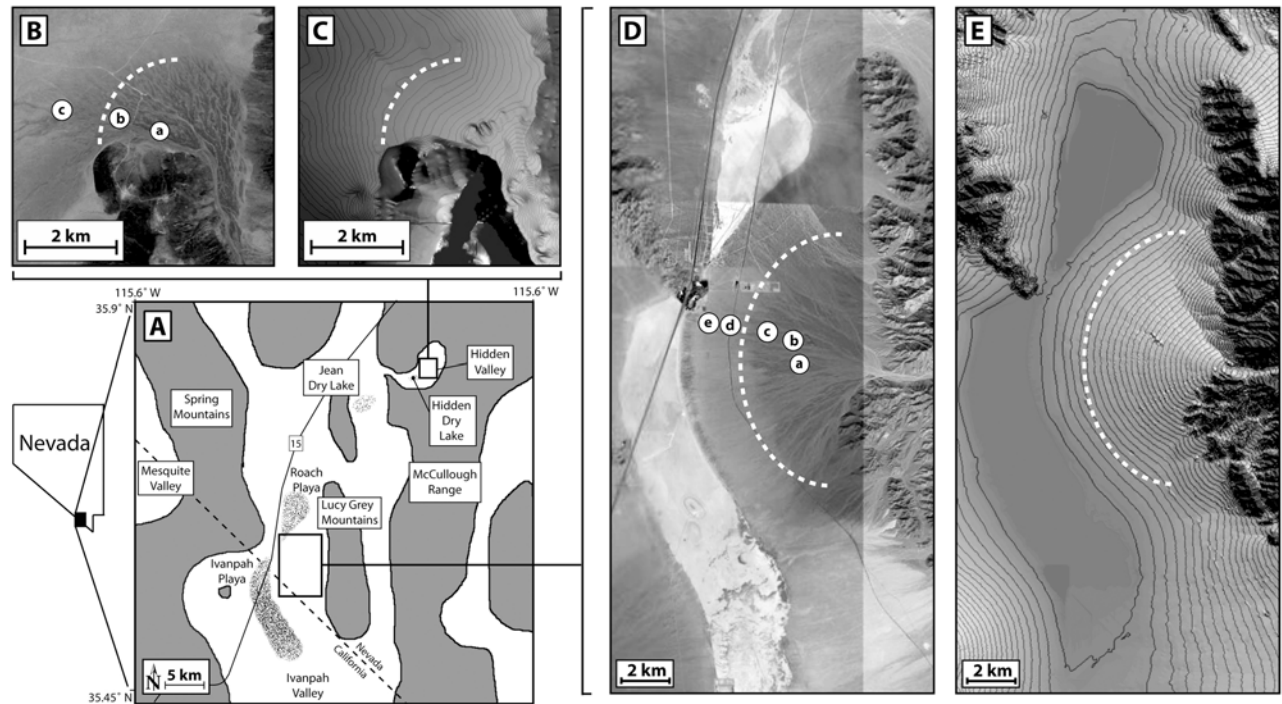 B
c
b
a
2 km
C
2 km
D
e
d
c
b
a
2 km
E
2 km
115.6° W
115.6° W
35.9° N
35.45° N
A
Nevada
Spring
Mountains
Jean
Dry Lake
Hidden
Valley
Hidden
Dry
Lake
15
Mesquite
Valley
Roach
Playa
McCullough
Range
Lucy Grey
Mountains
Ivanpah
Playa
Nevada
California
N
5 km
Ivanpah
Valley